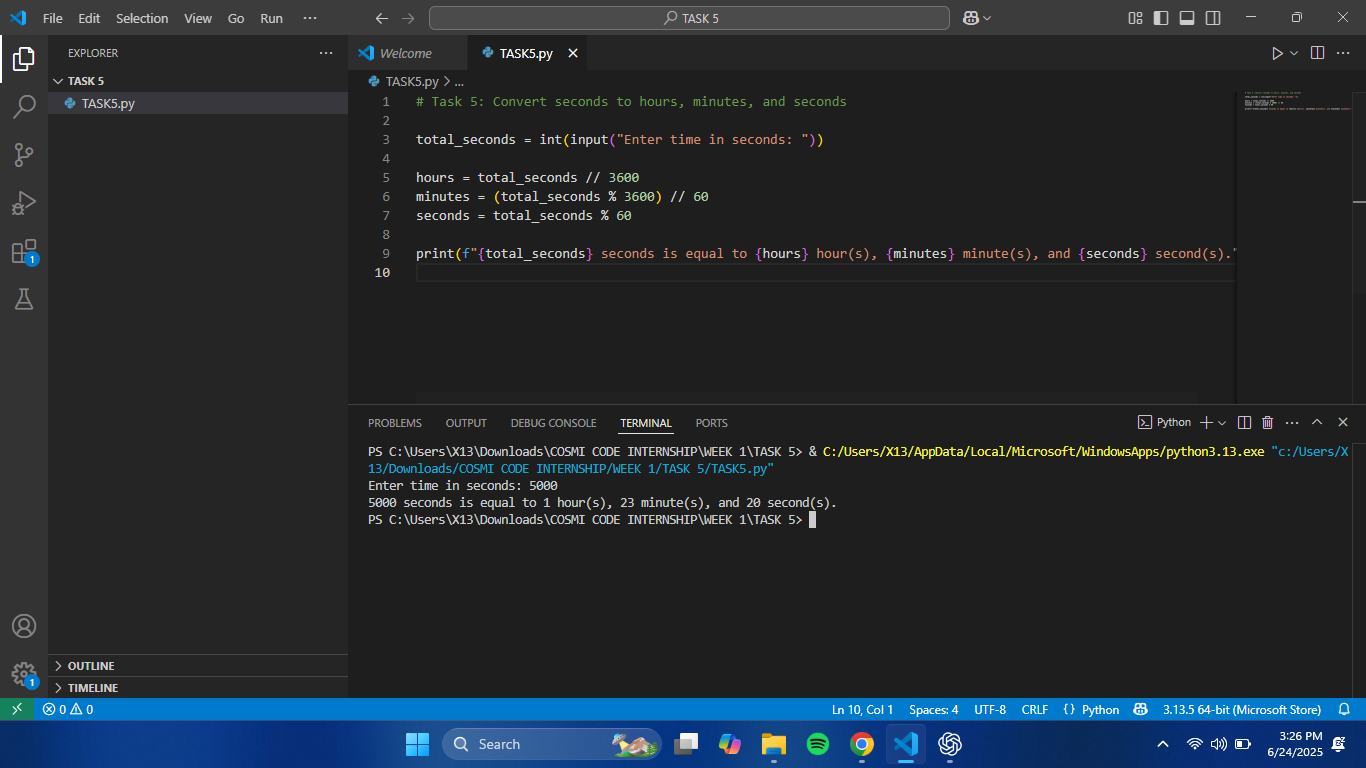 File Edit Selection View Go Run ··· TASK 5
EXPLORER ···
TASK 5
TASK5.py
Welcome TASK5.py
TASK5.py > ...
1 # Task 5: Convert seconds to hours, minutes, and seconds
2
3 total_seconds = int(input("Enter time in seconds: "))
4
5 hours = total_seconds // 3600
6 minutes = (total_seconds % 3600) // 60
7 seconds = total_seconds % 60
8
9 print(f"{total_seconds} seconds is equal to {hours} hour(s), {minutes} minute(s), and {seconds} second(s)."
10
PROBLEMS OUTPUT DEBUG CONSOLE TERMINAL PORTS Python
PS C:\Users\X13\Downloads\COSMI CODE INTERNSHIP\WEEK 1\TASK 5> & C:/Users/X13/AppData/Local/Microsoft/WindowsApps/python3.13.exe "c:/Users/X
13/Downloads/COSMI CODE INTERNSHIP/WEEK 1/TASK 5/TASK5.py"
Enter time in seconds: 5000
5000 seconds is equal to 1 hour(s), 23 minute(s), and 20 second(s).
PS C:\Users\X13\Downloads\COSMI CODE INTERNSHIP\WEEK 1\TASK 5>
1
1
OUTLINE
TIMELINE
0 0 Ln 10, Col 1 Spaces: 4 UTF-8 CRLF {} Python 3.13.5 64-bit (Microsoft Store)
Search
3:26 PM
6/24/2025